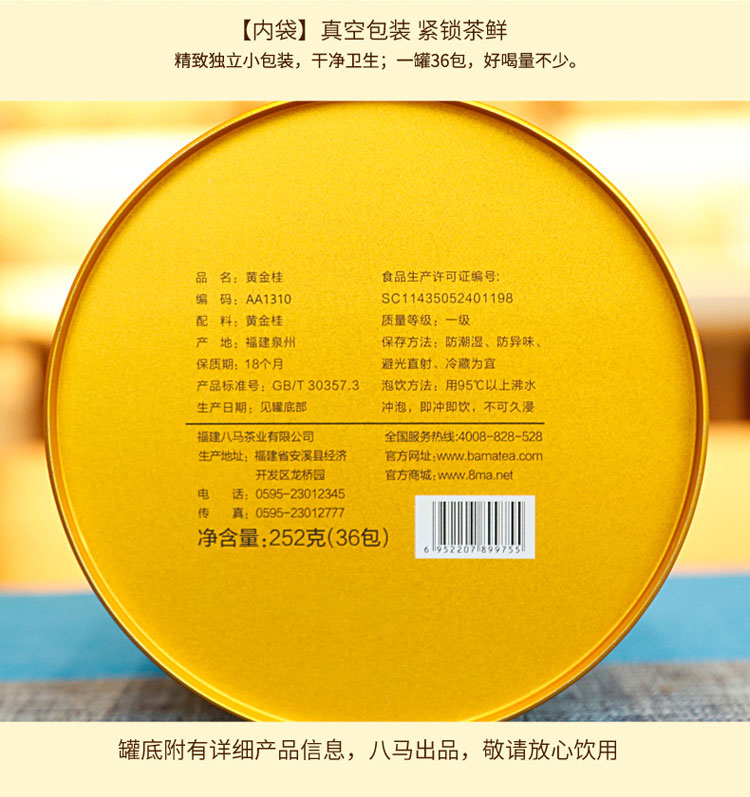 【内袋】真空包装 紧锁茶鲜
精致独立小包装，干净卫生；一罐36包，好喝量不少。
品 名：黄金桂
编 码：AA1310
配 料：黄金桂
产 地：福建泉州
保质期：18个月
产品标准号：GB/T 30357.3
生产日期：见罐底部
食品生产许可证编号:
SC11435052401198
质量等级：一级
保存方法：防潮湿、防异味、
避光直射、冷藏为宜
泡饮方法：用95℃以上沸水
冲泡，即冲即饮，不可久浸
福建八马茶业有限公司
生产地址：福建省安溪县经济
开发区龙桥园
电 话：0595-23012345
传 真：0595-23012777
净含量:252克(36包)
全国服务热线:4008-828-528
官方网址:www.bamatea.com
官方商城:www.8ma.net
6 952207 899755
罐底附有详细产品信息，八马出品，敬请放心饮用